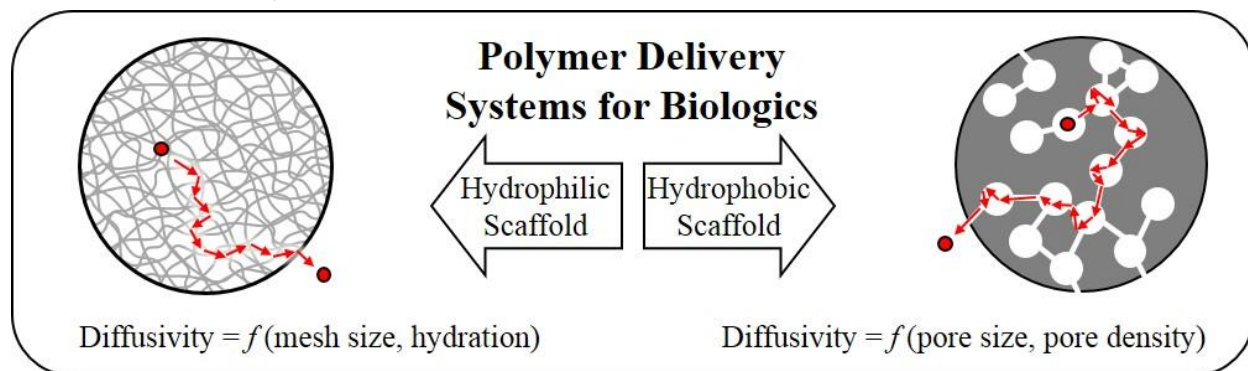 Polymer Delivery
Systems for Biologics
Hydrophilic
Scaffold
Hydrophobic
Scaffold
Diffusivity = f (mesh size, hydration)
Diffusivity = f (pore size, pore density)